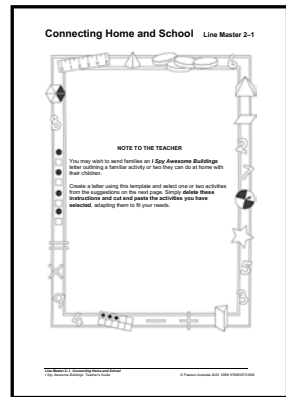 Connecting Home and School Line Master 2–1
NOTE TO THE TEACHER
You may wish to send families an I Spy Awesome Buildings
letter outlining a familiar activity or two they can do at home with
their children.
Create a letter using this template and select one or two activities
from the suggestions on the next page. Simply delete these
instructions and cut and paste the activities you have
selected, adapting them to fit your needs.
Line Master 2–1: Connecting Home and School
I Spy Awesome Buildings Teacher's Guide